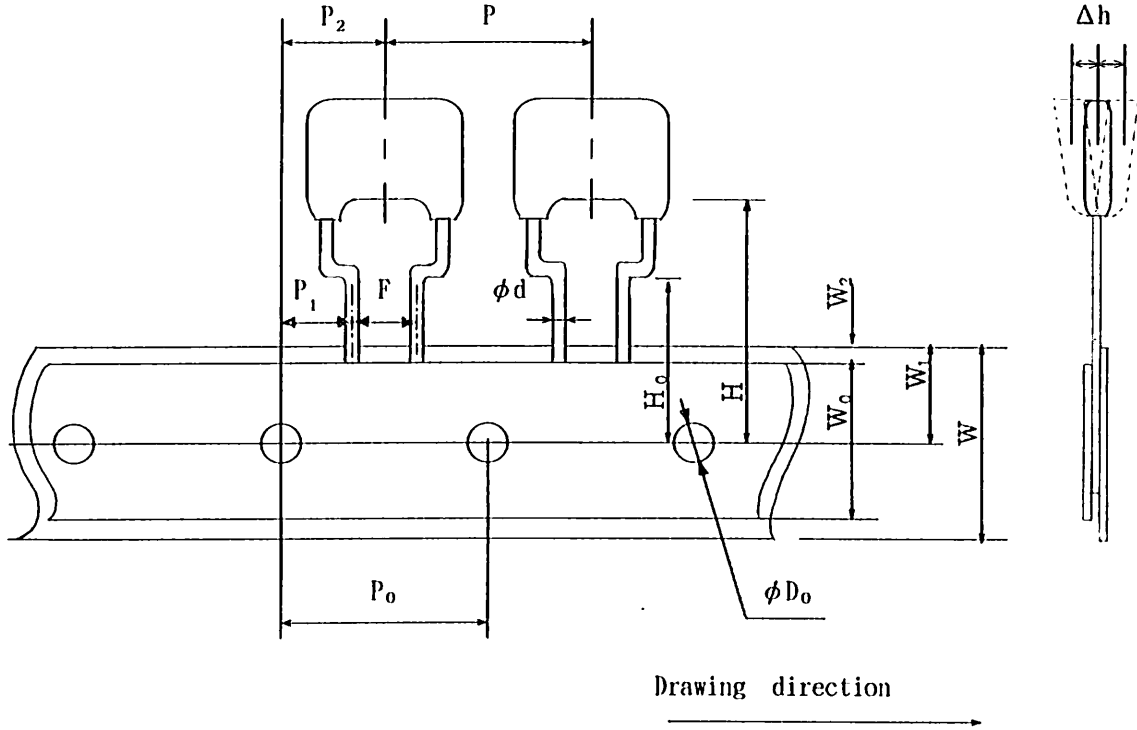 P₂
P
Δh
P₁
F
φd
W₂
H₀
H
W₀
W₁
W
P₀
φD₀
Drawing direction